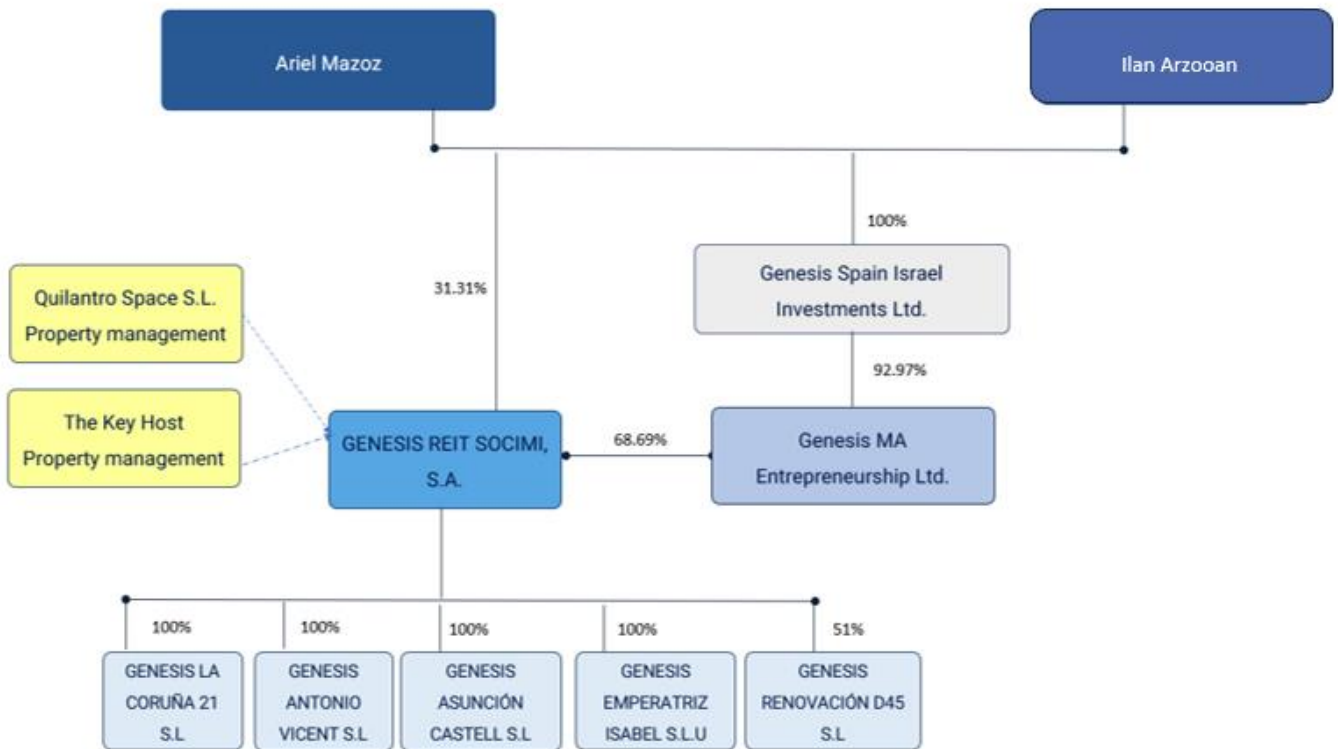 Ariel Mazoz
Ilan Arzooan
100%
31.31%
Genesis Spain Israel
Investments Ltd.
Quilantro Space S.L.
Property management
92.97%
The Key Host
Property management
GENESIS REIT SOCIMI,
S.A.
68.69%
Genesis MA
Entrepreneurship Ltd.
100%
100%
100%
100%
51%
GENESIS LA
CORUÑA 21
S.L
GENESIS
ANTONIO
VICENT S.L
GENESIS
ASUNCIÓN
CASTELL S.L
GENESIS
EMPERATRIZ
ISABEL S.L.U
GENESIS
RENOVACIÓN D45
S.L